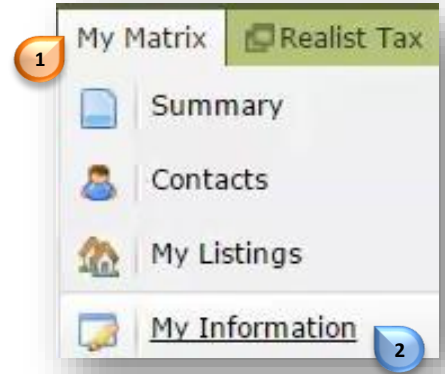 My Matrix Realist Tax
1
Summary
Contacts
My Listings
My Information
2